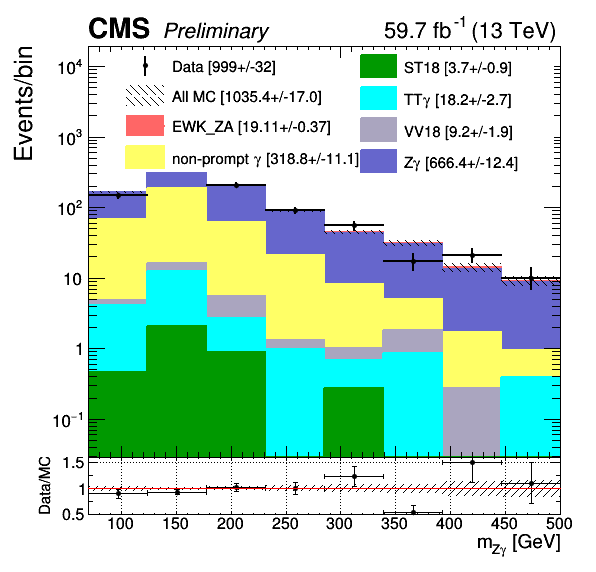 CMS Preliminary 59.7 fb⁻¹ (13 TeV)
Events/bin
Data [999+/-32]
All MC [1035.4+/-17.0]
EWK_ZA [19.11+/-0.37]
non-prompt γ [318.8+/-11.1]
ST18 [3.7+/-0.9]
TTγ [18.2+/-2.7]
VV18 [9.2+/-1.9]
Zγ [666.4+/-12.4]
10⁴
10³
10²
10
1
10⁻¹
Data/MC
1.5
1
0.5
100 150 200 250 300 350 400 450 500
m_Zγ [GeV]